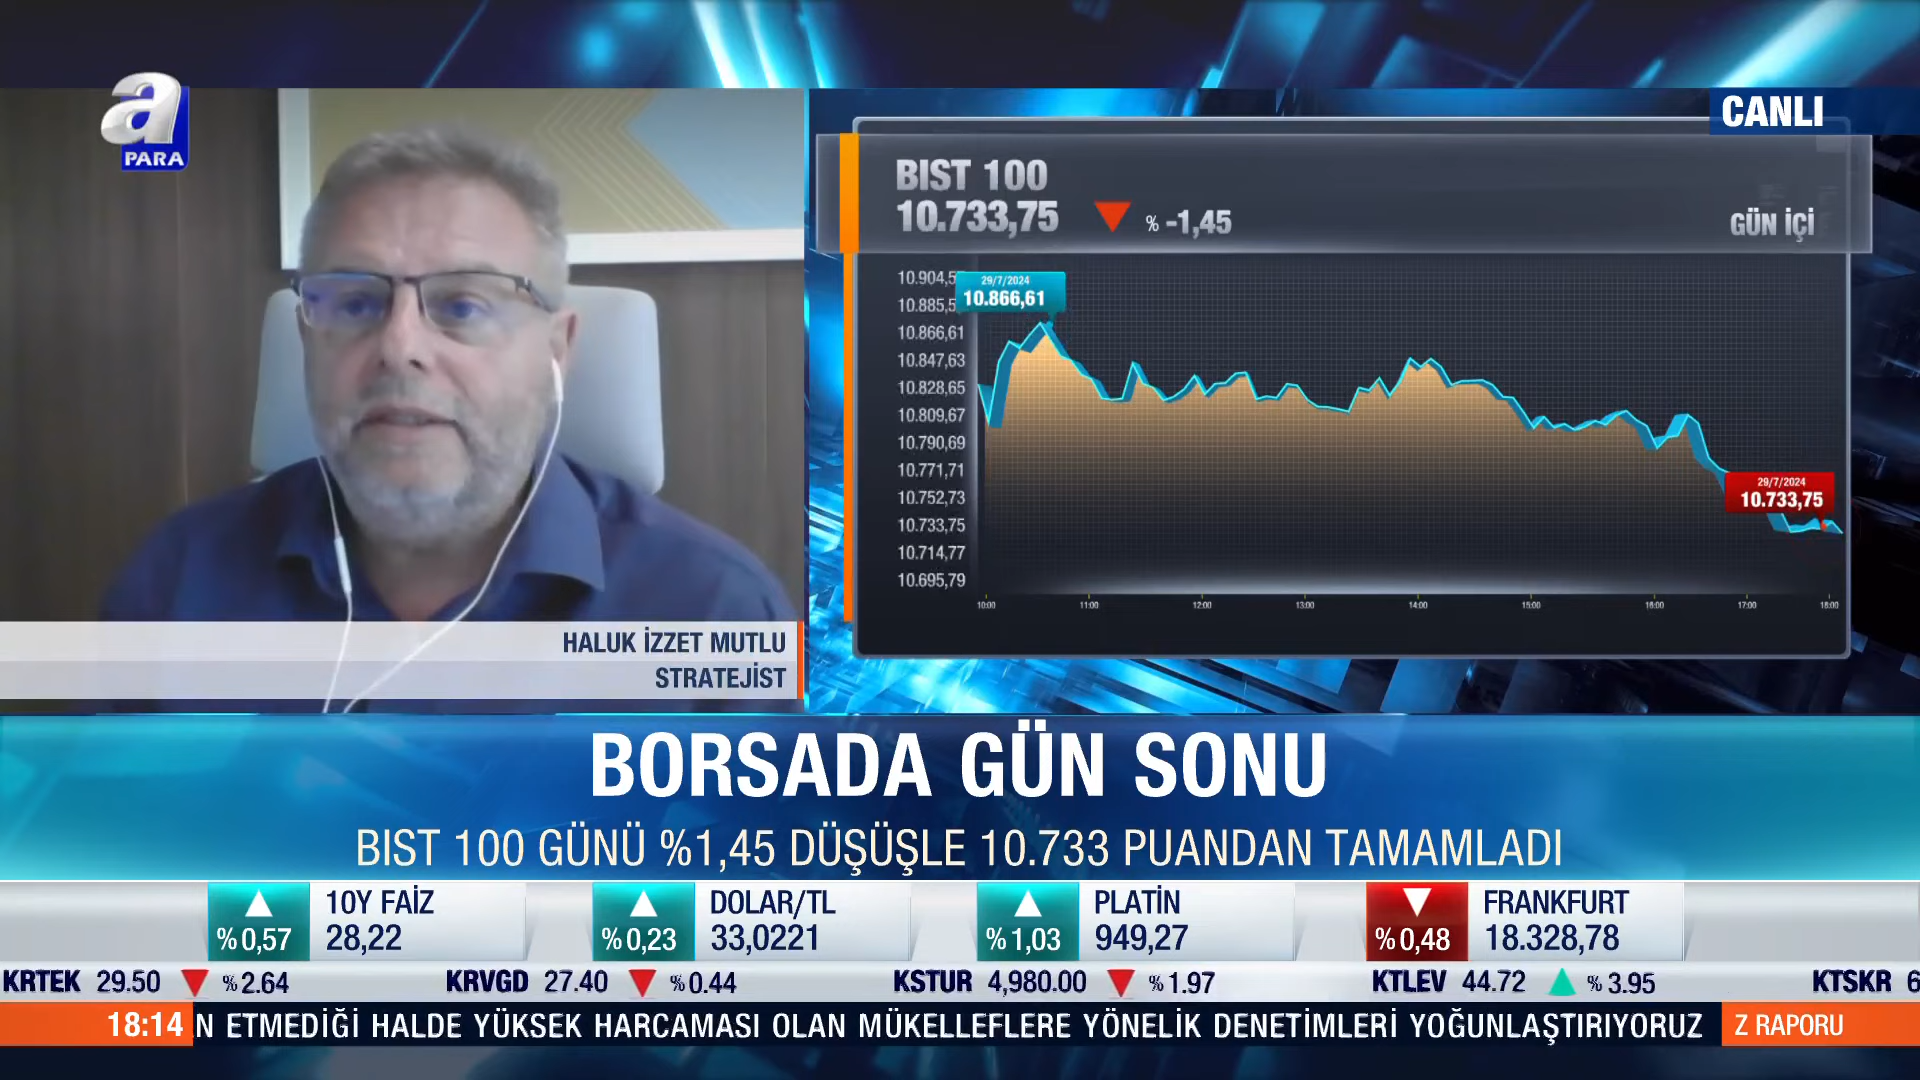 a
PARA
CANLI
BIST 100
10.733,75 % -1,45
GÜN İÇİ
29/7/2024
10.866,61
10.885,5
10.866,61
10.847,63
10.828,65
10.809,67
10.790,69
10.771,71
10.752,73
10.733,75
10.714,77
10.695,79
29/7/2024
10.733,75
10:00 11:00 12:00 13:00 14:00 15:00 16:00 17:00 18:00
HALUK İZZET MUTLU
STRATEJİST
BORSADA GÜN SONU
BIST 100 GÜNÜ %1,45 DÜŞÜŞLE 10.733 PUANDAN TAMAMLADI
%0,57 10Y FAİZ 28,22
%0,23 DOLAR/TL 33,0221
%1,03 PLATİN 949,27
%0,48 FRANKFURT 18.328,78
KRTEK 29.50 %2.64 KRVGD 27.40 %0.44 KSTUR 4,980.00 %1.97 KTLEV 44.72 %3.95 KTSKR 6
18:14 N ETMEDİĞİ HALDE YÜKSEK HARCAMASI OLAN MÜKELLEFLERE YÖNELİK DENETİMLERİ YOĞUNLAŞTIRIYORUZ Z RAPORU